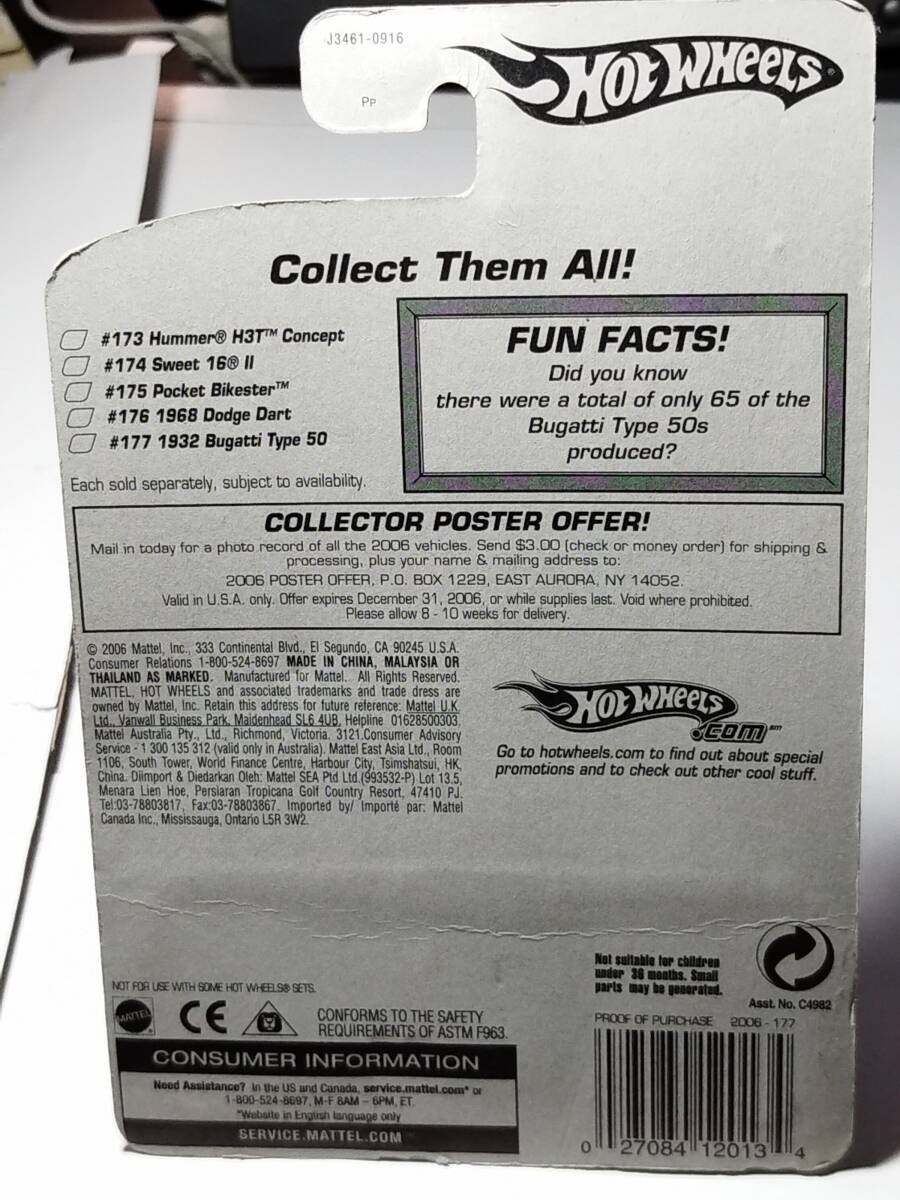 J3461-0916
PP
HOT WHEELS®
Collect Them All!
#173 Hummer® H3T™ Concept
#174 Sweet 16® II
#175 Pocket Bikester™
#176 1968 Dodge Dart
#177 1932 Bugatti Type 50
Each sold separately, subject to availability.
FUN FACTS!
Did you know
there were a total of only 65 of the
Bugatti Type 50s
produced?
COLLECTOR POSTER OFFER!
Mail in today for a photo record of all the 2006 vehicles. Send $3.00 (check or money order) for shipping &
processing, plus your name & mailing address to:
2006 POSTER OFFER, P.O. BOX 1229, EAST AURORA, NY 14052.
Valid in U.S.A. only. Offer expires December 31, 2006, or while supplies last. Void where prohibited.
Please allow 8 - 10 weeks for delivery.
© 2006 Mattel, Inc., 333 Continental Blvd., El Segundo, CA 90245 U.S.A.
Consumer Relations 1-800-524-8697 MADE IN CHINA, MALAYSIA OR
THAILAND AS MARKED. Manufactured for Mattel. All Rights Reserved.
MATTEL, HOT WHEELS and associated trademarks and trade dress are
owned by Mattel, Inc. Retain this address for future reference: Mattel U.K.
Ltd., Vanwall Business Park, Maidenhead SL6 4UB. Helpline 01628500303.
Mattel Australia Pty., Ltd., Richmond, Victoria. 3121.Consumer Advisory
Service - 1 300 135 312 (valid only in Australia). Mattel East Asia Ltd., Room
1106, South Tower, World Finance Centre, Harbour City, Tsimshatsui, HK,
China. Diimport & Diedarkan Oleh: Mattel SEA Ptd Ltd.(993532-P) Lot 13.5,
Menara Lien Hoe, Persiaran Tropicana Golf Country Resort, 47410 PJ.
Tel:03-78803817, Fax:03-78803867. Imported by/ Importé par: Mattel
Canada Inc., Mississauga, Ontario L5R 3W2.
HOT WHEELS
.COM℠
Go to hotwheels.com to find out about special
promotions and to check out other cool stuff.
Not suitable for children
under 36 months. Small
parts may be generated.
Asst. No. C4982
NOT FOR USE WITH SOME HOT WHEELS® SETS.
MATTEL
CE
CONFORMS TO THE SAFETY
REQUIREMENTS OF ASTM F963.
CONSUMER INFORMATION
Need Assistance? In the US and Canada, service.mattel.com* or
1-800-524-8697, M-F 8AM – 6PM, ET.
*Website in English language only
SERVICE.MATTEL.COM
PROOF OF PURCHASE 2006 - 177
0 27084 12013 4